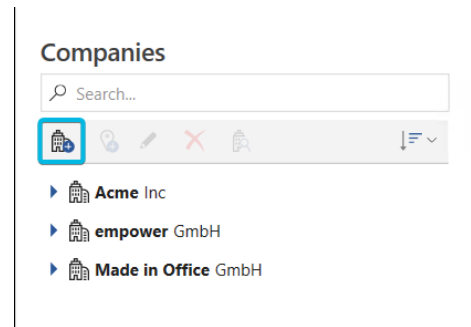 Companies
Search...
Acme Inc
empower GmbH
Made in Office GmbH